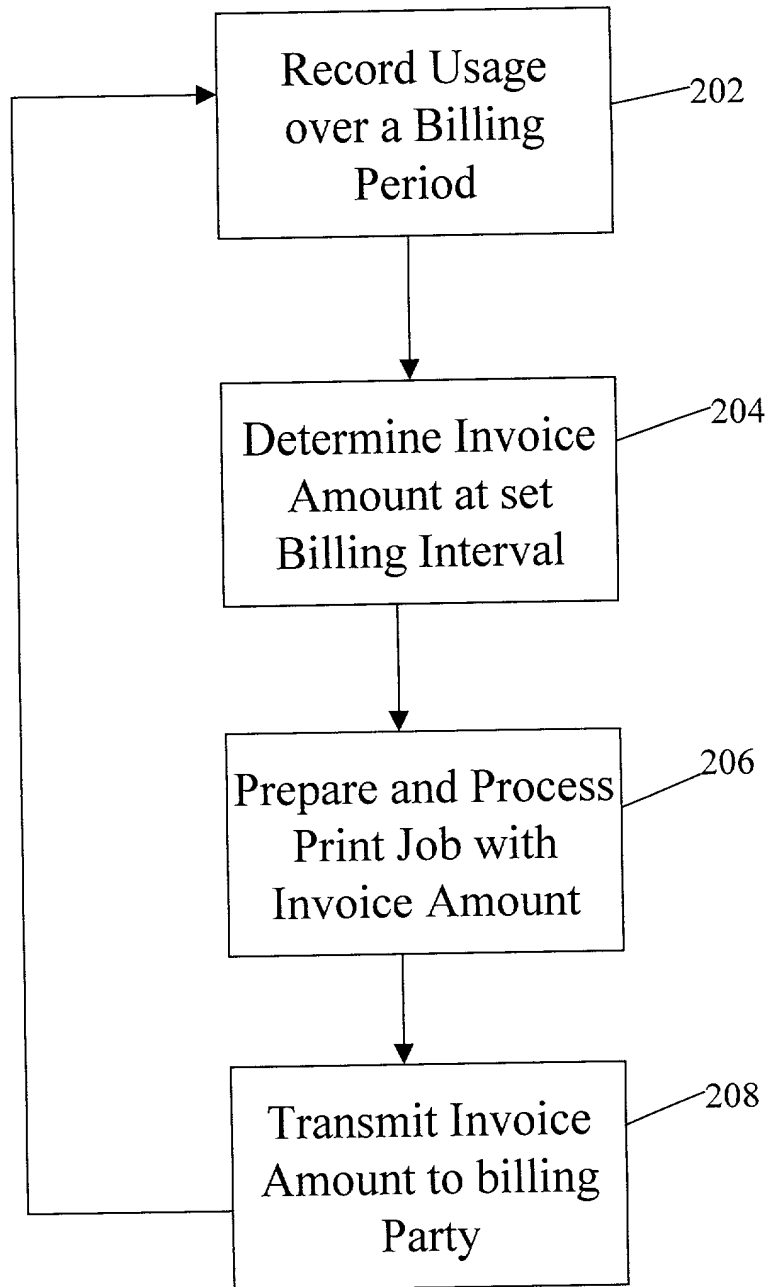 Record Usage
over a Billing
Period
202
Determine Invoice
Amount at set
Billing Interval
204
Prepare and Process
Print Job with
Invoice Amount
206
Transmit Invoice
Amount to billing
Party
208